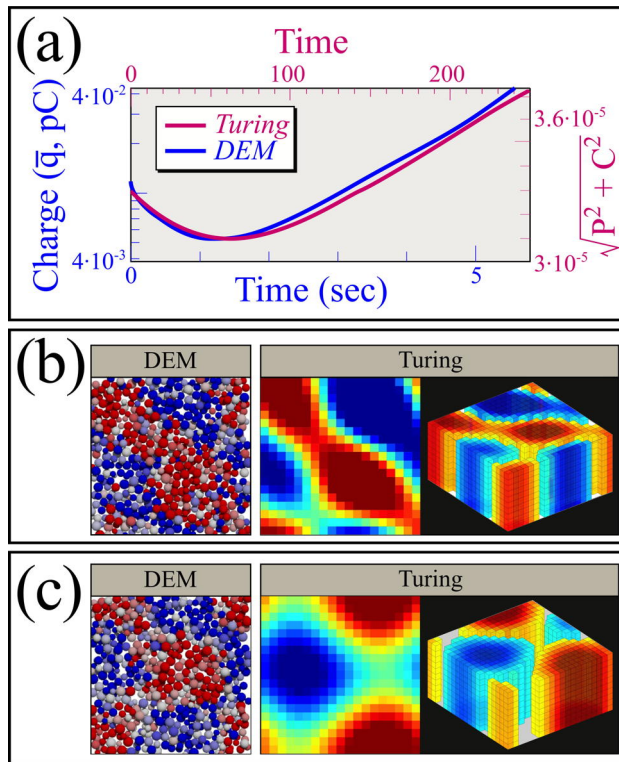 (a)
Time
0
100
200
Charge (q̅, pC)
4·10⁻²
4·10⁻³
Turing
DEM
3.6·10⁻⁵
3·10⁻⁵
√P² + C²
0
5
Time (sec)
(b)
DEM
Turing
(c)
DEM
Turing